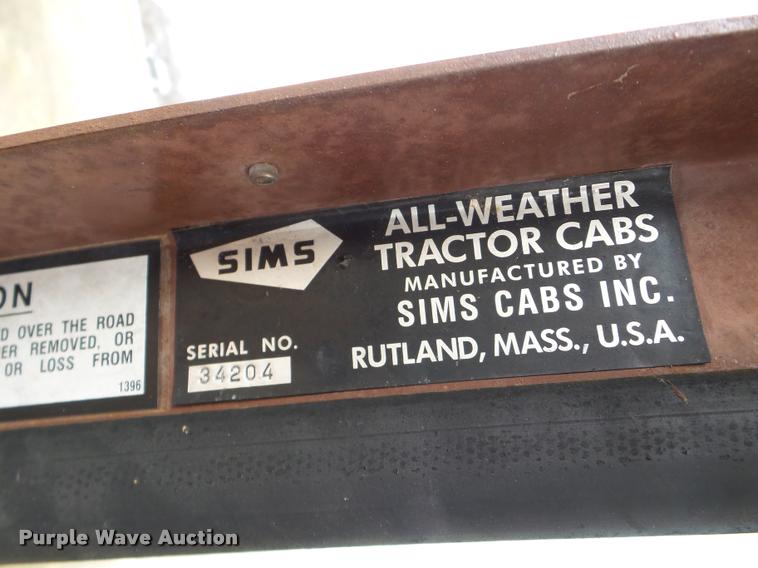 SIMS
ALL-WEATHER
TRACTOR CABS
MANUFACTURED BY
SIMS CABS INC.
RUTLAND, MASS., U.S.A.
SERIAL NO.
34204
ON
OVER THE ROAD
REMOVED, OR
OR LOSS FROM
1396
Purple Wave Auction